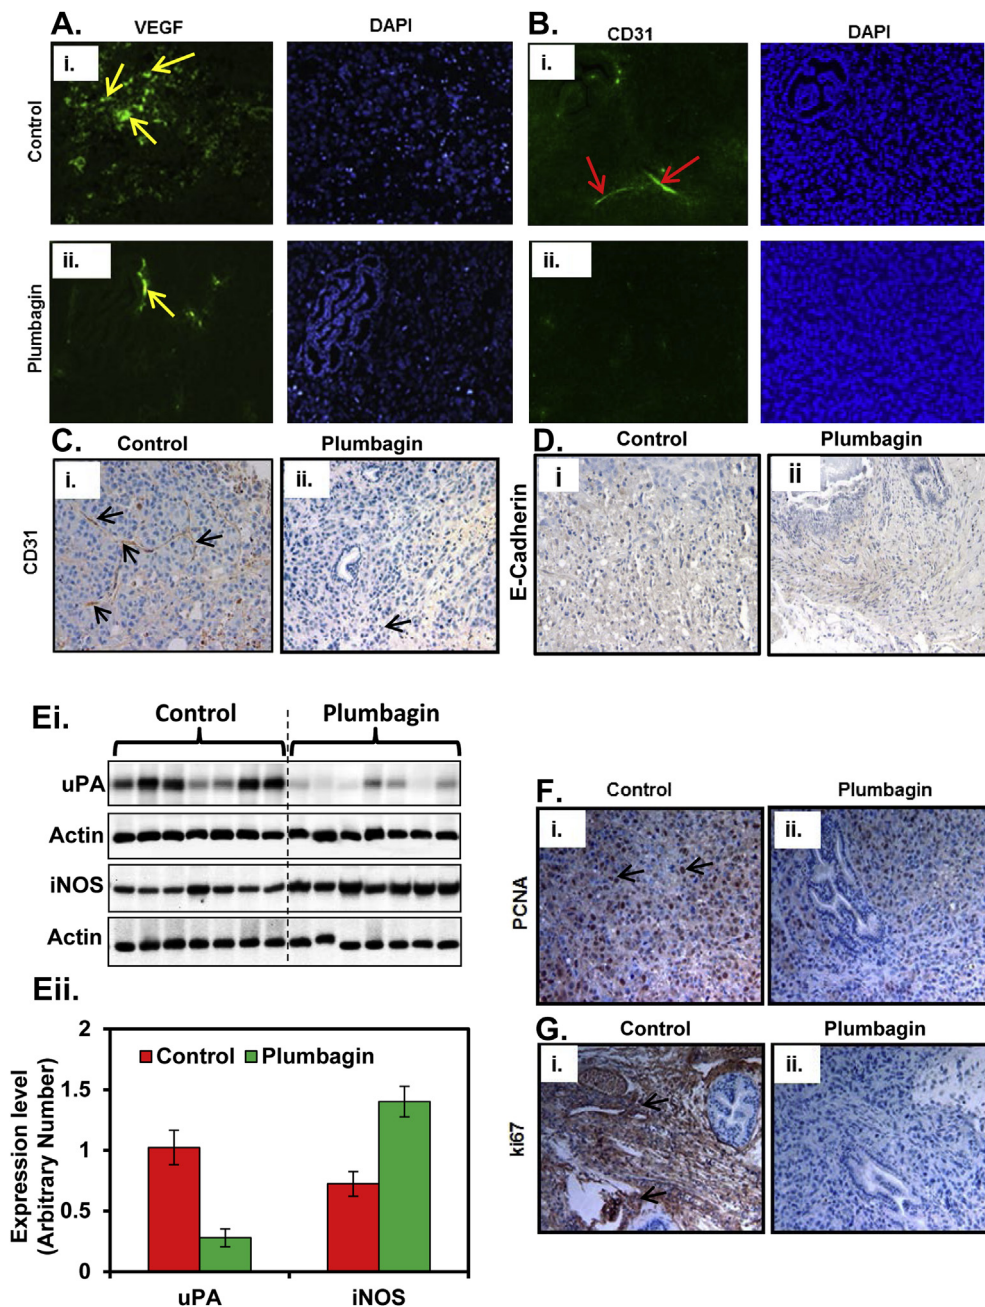 A.
VEGF
DAPI
Control
i.
Plumbagin
ii.
B.
CD31
DAPI
i.
ii.
C.
Control
Plumbagin
CD31
i.
ii.
D.
Control
Plumbagin
E-Cadherin
i
ii
Ei.
Control
Plumbagin
uPA
Actin
iNOS
Actin
Eii.
Expression level
(Arbitrary Number)
2
1.5
1
0.5
0
Control
Plumbagin
uPA
iNOS
F.
Control
Plumbagin
PCNA
i.
ii.
G.
Control
Plumbagin
ki67
i.
ii.